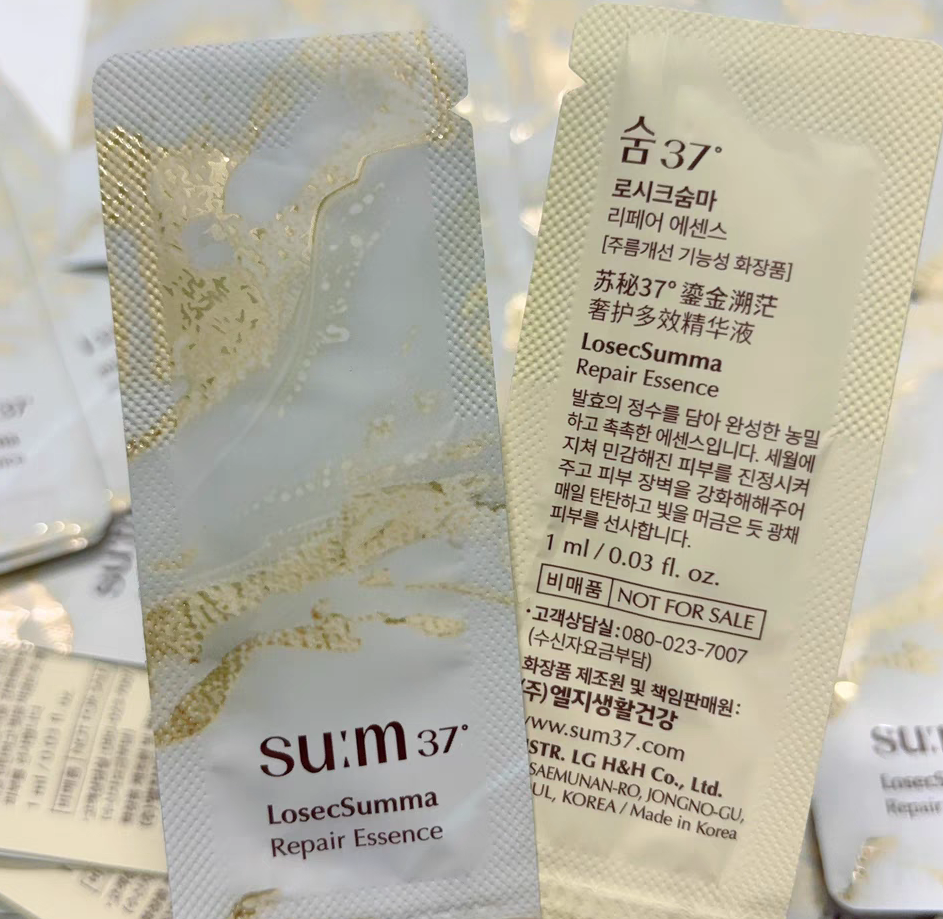 su:m 37°
LosecSumma
Repair Essence
숨 37°
로시크숨마
리페어 에센스
[주름개선 기능성 화장품]
苏秘37° 鎏金溯茫
奢护多效精华液
LosecSumma
Repair Essence
발효의 정수를 담아 완성한 농밀
하고 촉촉한 에센스입니다. 세월에
지쳐 민감해진 피부를 진정시켜
주고 피부 장벽을 강화해해주어
매일 탄탄하고 빛을 머금은 듯 광채
피부를 선사합니다.
1 ml / 0.03 fl. oz.
비매품 NOT FOR SALE
·고객상담실:080-023-7007
(수신자요금부담)
화장품 제조원 및 책임판매원:
(주)엘지생활건강
www.sum37.com
STR. LG H&H Co., Ltd.
SAEMUNAN-RO, JONGNO-GU,
UL, KOREA / Made in Korea